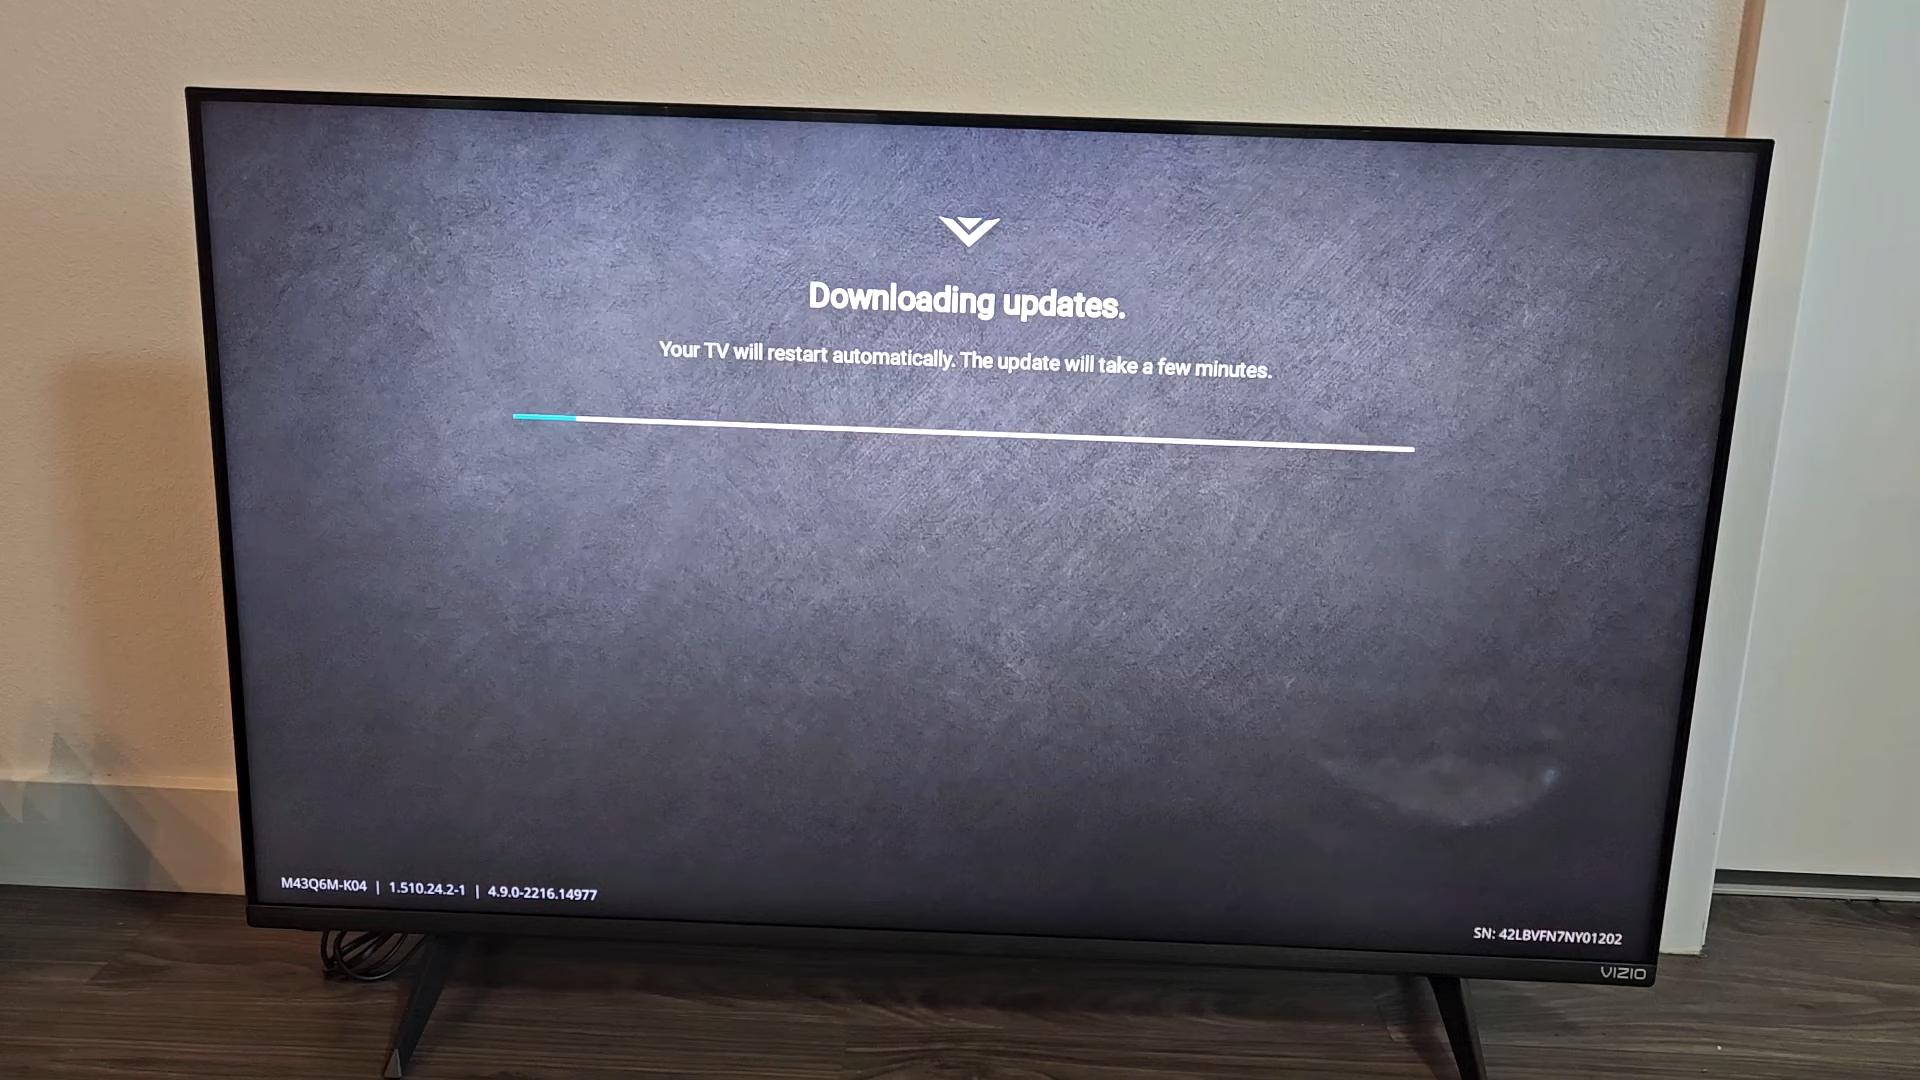 Downloading updates.
Your TV will restart automatically. The update will take a few minutes.
M43Q6M-K04 | 1.510.24.2-1 | 4.9.0-2216.14977
SN: 42LBVFN7NY01202
VIZIO